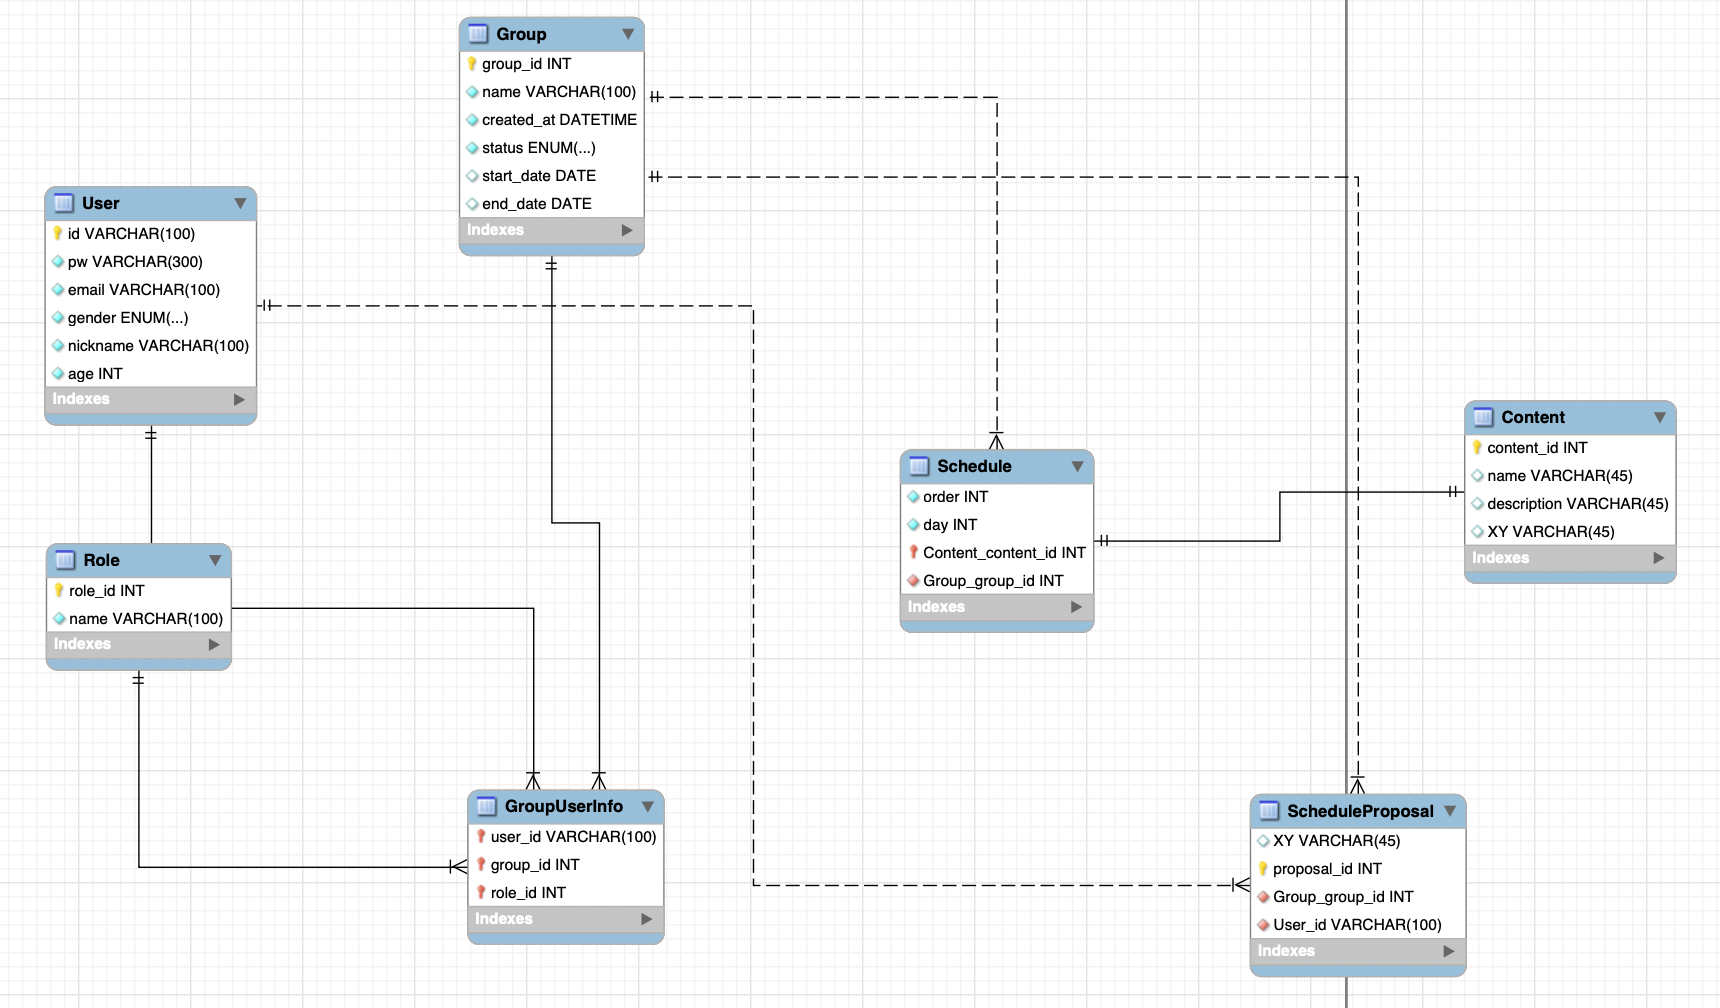 Group
group_id INT
name VARCHAR(100)
created_at DATETIME
status ENUM(...)
start_date DATE
end_date DATE
Indexes
User
id VARCHAR(100)
pw VARCHAR(300)
email VARCHAR(100)
gender ENUM(...)
nickname VARCHAR(100)
age INT
Indexes
Content
content_id INT
name VARCHAR(45)
description VARCHAR(45)
XY VARCHAR(45)
Indexes
Schedule
order INT
day INT
Content_content_id INT
Group_group_id INT
Indexes
Role
role_id INT
name VARCHAR(100)
Indexes
GroupUserInfo
user_id VARCHAR(100)
group_id INT
role_id INT
Indexes
ScheduleProposal
XY VARCHAR(45)
proposal_id INT
Group_group_id INT
User_id VARCHAR(100)
Indexes